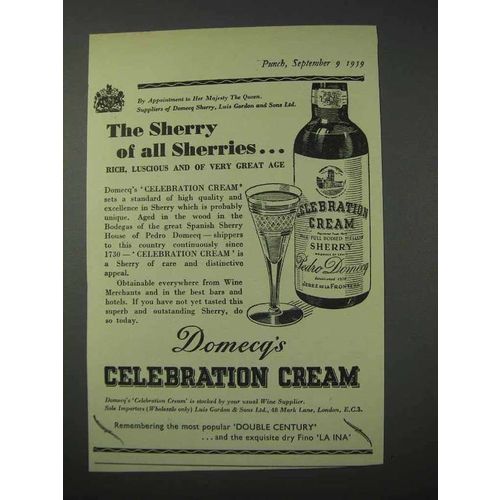 Punch, September 9 1959
By Appointment to Her Majesty The Queen.
Suppliers of Domecq Sherry, Luis Gordon and Sons Ltd.
The Sherry
of all Sherries...
RICH, LUSCIOUS AND OF VERY GREAT AGE
Domecq's 'CELEBRATION CREAM'
sets a standard of high quality and
excellence in Sherry which is probably
unique. Aged in the wood in the
Bodegas of the great Spanish Sherry
House of Pedro Domecq — shippers
to this country continuously since
1730 — 'CELEBRATION CREAM' is
a Sherry of rare and distinctive
appeal.
Obtainable everywhere from Wine
Merchants and in the best bars and
hotels. If you have not yet tasted this
superb and outstanding Sherry, do
so today.
CELEBRATION
CREAM
SHERRY
Pedro Domecq
JEREZ DE LA FRONTERA
Domecq's
CELEBRATION CREAM
Domecq's 'Celebration Cream' is stocked by your usual Wine Supplier.
Sole Importers (Wholesale only) Luis Gordon & Sons Ltd., 48 Mark Lane, London, E.C.3.
Remembering the most popular 'DOUBLE CENTURY'
...and the exquisite dry Fino 'LA INA'